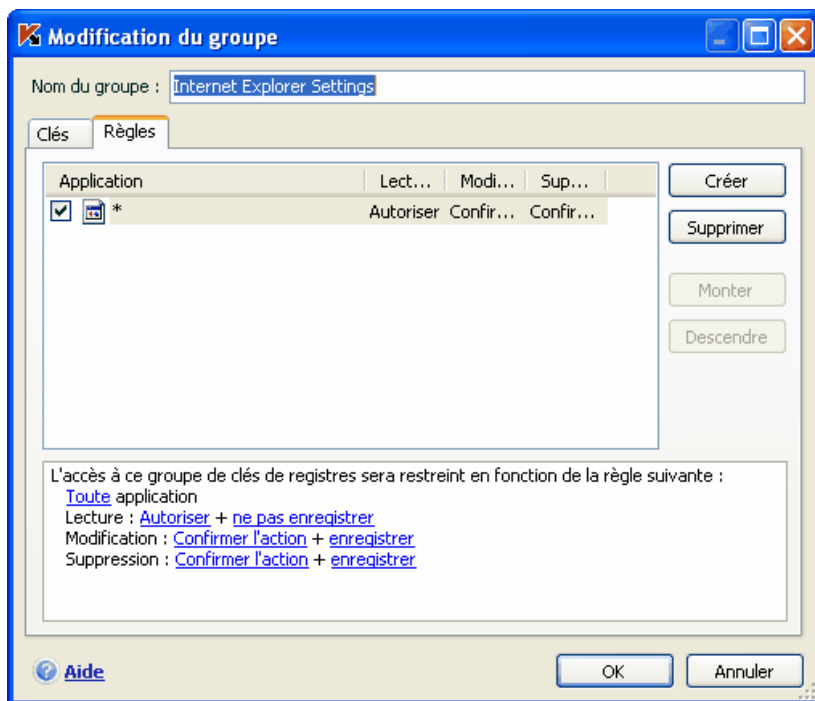 Modification du groupe
Nom du groupe : Internet Explorer Settings
Clés Règles
Application Lect... Modi... Sup...
* Autoriser Confir... Confir...
Créer
Supprimer
Monter
Descendre
L'accès à ce groupe de clés de registres sera restreint en fonction de la règle suivante :
Toute application
Lecture : Autoriser + ne pas enregistrer
Modification : Confirmer l'action + enregistrer
Suppression : Confirmer l'action + enregistrer
Aide OK Annuler